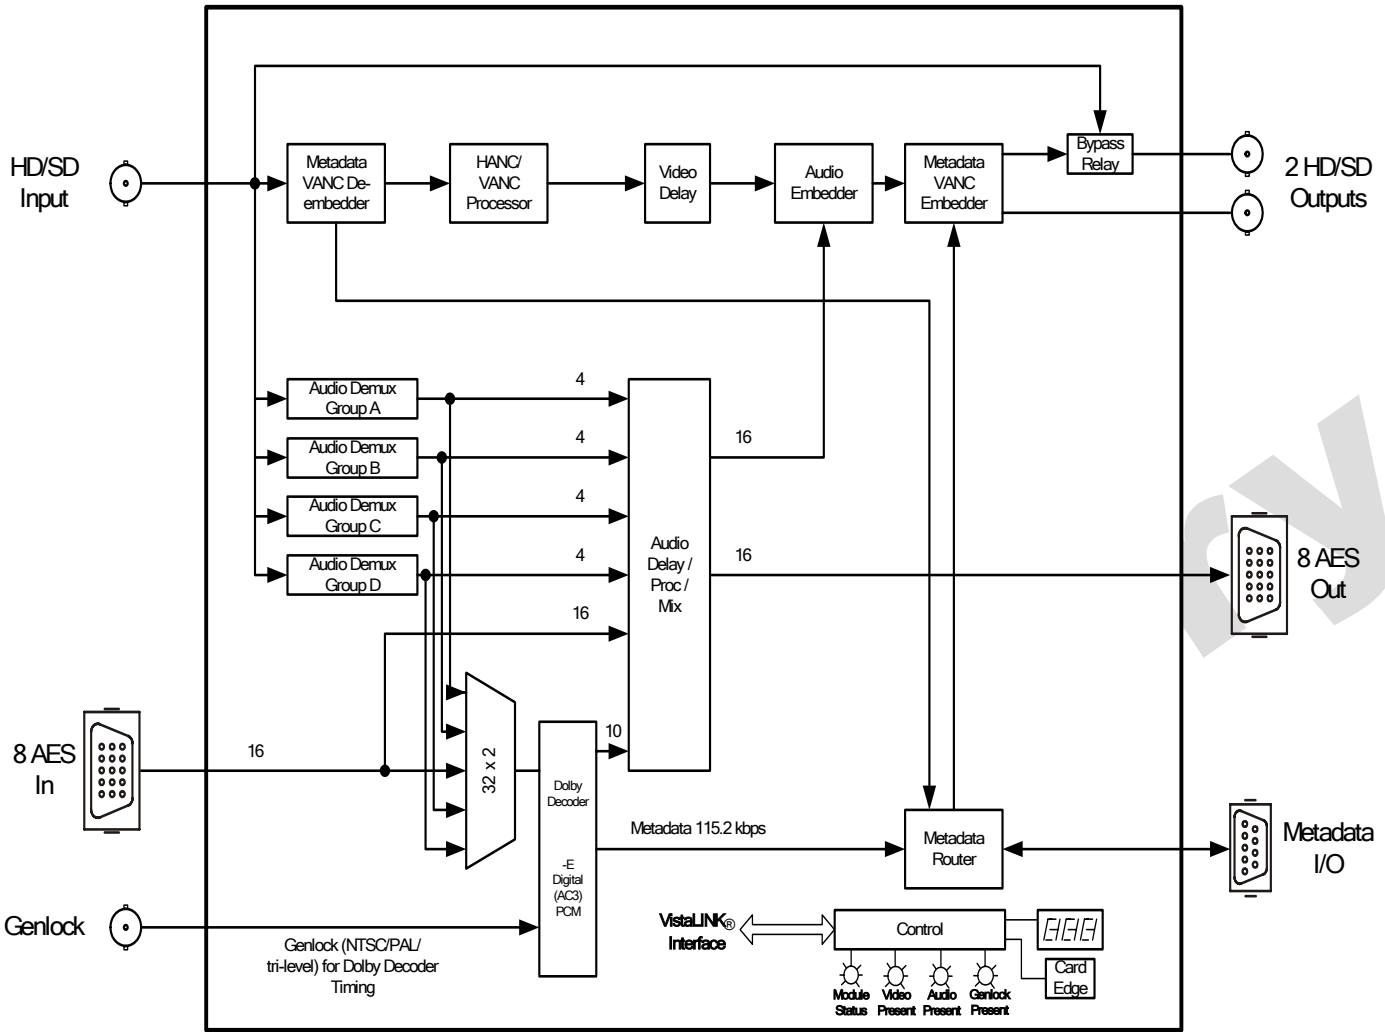 HD/SD
Input
Metadata
VANC De-
embedder
HANC/
VANC
Processor
Video
Delay
Audio
Embedder
Metadata
VANC
Embedder
Bypass
Relay
2 HD/SD
Outputs
Audio Demux
Group A
4
Audio Demux
Group B
4
16
Audio Demux
Group C
4
Audio Demux
Group D
4
16
16
Audio
Delay /
Proc /
Mix
8 AES
Out
ry
8 AES
In
16
32 x 2
10
Dolby
Decoder
-E
Digital
(AC3)
PCM
Metadata 115.2 kbps
Metadada
Router
Metadata
I/O
Genlock
Genlock (NTSC/PAL/
tri-level) for Dolby Decoder
Timing
VistaLINK®
Interface
Control
Card
Edge
Module
Status
Video
Present
Audio
Present
Genlock
Present